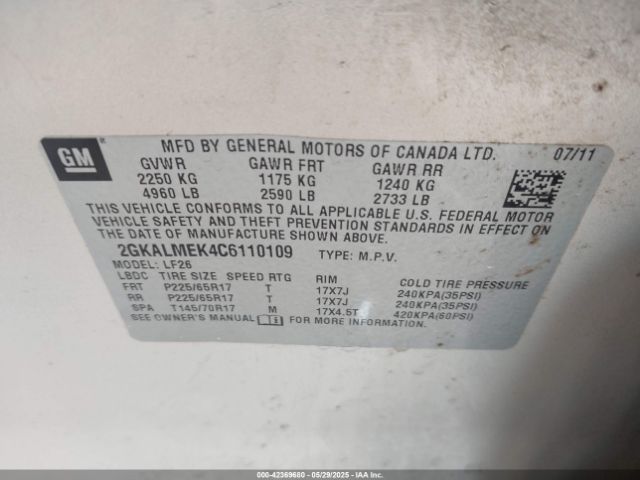 GM
MFD BY GENERAL MOTORS OF CANADA LTD. 07/11
GVWR GAWR FRT GAWR RR
2250 KG 1175 KG 1240 KG
4960 LB 2590 LB 2733 LB
THIS VEHICLE CONFORMS TO ALL APPLICABLE U.S. FEDERAL MOTOR
VEHICLE SAFETY AND THEFT PREVENTION STANDARDS IN EFFECT ON
THE DATE OF MANUFACTURE SHOWN ABOVE.
2GKALMEK4C6110109 TYPE: M.P.V.
MODEL: LF26
LBDC TIRE SIZE SPEED RTG RIM COLD TIRE PRESSURE
FRT P225/65R17 T 17X7J 240KPA(35PSI)
RR P225/65R17 T 17X7J 240KPA(35PSI)
SPA T145/70R17 M 17X4.5T 420KPA(60PSI)
SEE OWNER'S MANUAL FOR MORE INFORMATION.
000-42369680 - 05/29/2025 - IAAI.COM